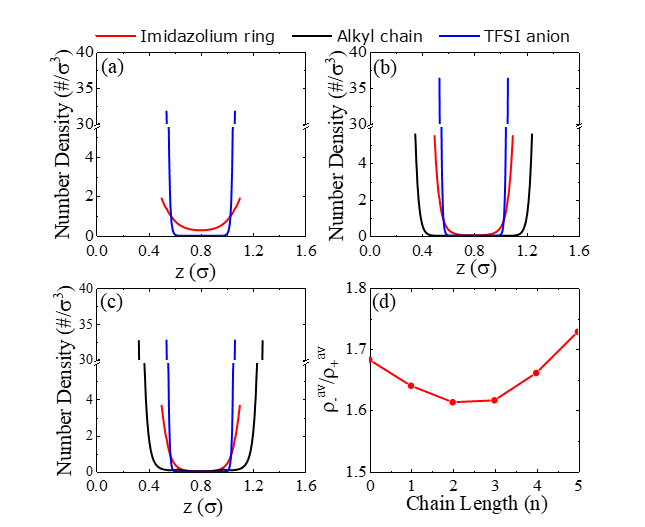 Imidazolium ring Alkyl chain TFSI anion
40
35
30
4
2
0
Number Density (#/σ³)
(a)
0.0 0.4 0.8 1.2 1.6
z (σ)
40
35
30
4
2
0
Number Density (#/σ³)
(b)
0.0 0.4 0.8 1.2 1.6
z (σ)
40
35
30
4
2
0
Number Density (#/σ³)
(c)
0.0 0.4 0.8 1.2 1.6
z (σ)
1.8
1.7
1.6
1.5
ρ₋ᵃᵛ/ρ₊ᵃᵛ
(d)
0 1 2 3 4 5
Chain Length (n)